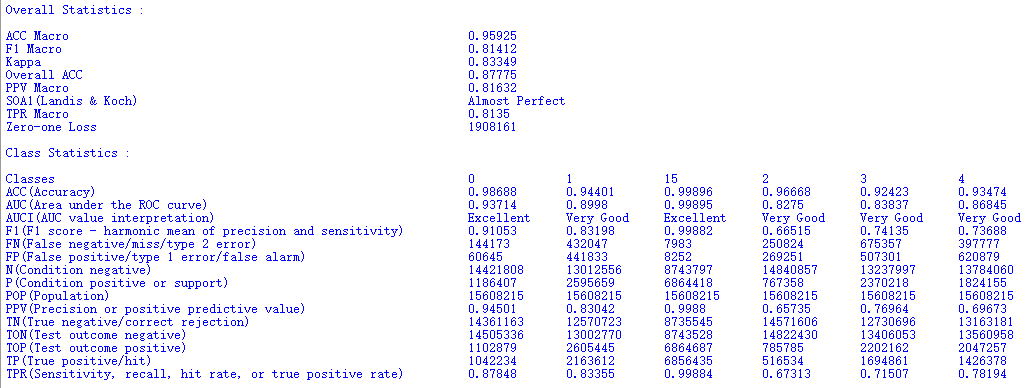 Overall Statistics :
ACC Macro 0.95925
F1 Macro 0.81412
Kappa 0.83349
Overall ACC 0.87775
PPV Macro 0.81632
SOA1(Landis & Koch) Almost Perfect
TPR Macro 0.8135
Zero-one Loss 1908161
Class Statistics :
Classes 0 1 15 2 3 4
ACC(Accuracy) 0.98688 0.94401 0.99896 0.96668 0.92423 0.93474
AUC(Area under the ROC curve) 0.93714 0.8998 0.99895 0.8275 0.83837 0.86845
AUCI(AUC value interpretation) Excellent Very Good Excellent Very Good Very Good Very Good
F1(F1 score - harmonic mean of precision and sensitivity) 0.91053 0.83198 0.99882 0.66515 0.74135 0.73688
FN(False negative/miss/type 2 error) 144173 432047 7983 250824 675357 397777
FP(False positive/type 1 error/false alarm) 60645 441833 8252 269251 507301 620879
N(Condition negative) 14421808 13012556 8743797 14840857 13237997 13784060
P(Condition positive or support) 1186407 2595659 6864418 767358 2370218 1824155
POP(Population) 15608215 15608215 15608215 15608215 15608215 15608215
PPV(Precision or positive predictive value) 0.94501 0.83042 0.9988 0.65735 0.76964 0.69673
TN(True negative/correct rejection) 14361163 12570723 8735545 14571606 12730696 13163181
TON(Test outcome negative) 14505336 13002770 8743528 14822430 13406053 13560958
TOP(Test outcome positive) 1102879 2605445 6864687 785785 2202162 2047257
TP(True positive/hit) 1042234 2163612 6856435 516534 1694861 1426378
TPR(Sensitivity, recall, hit rate, or true positive rate) 0.87848 0.83355 0.99884 0.67313 0.71507 0.78194